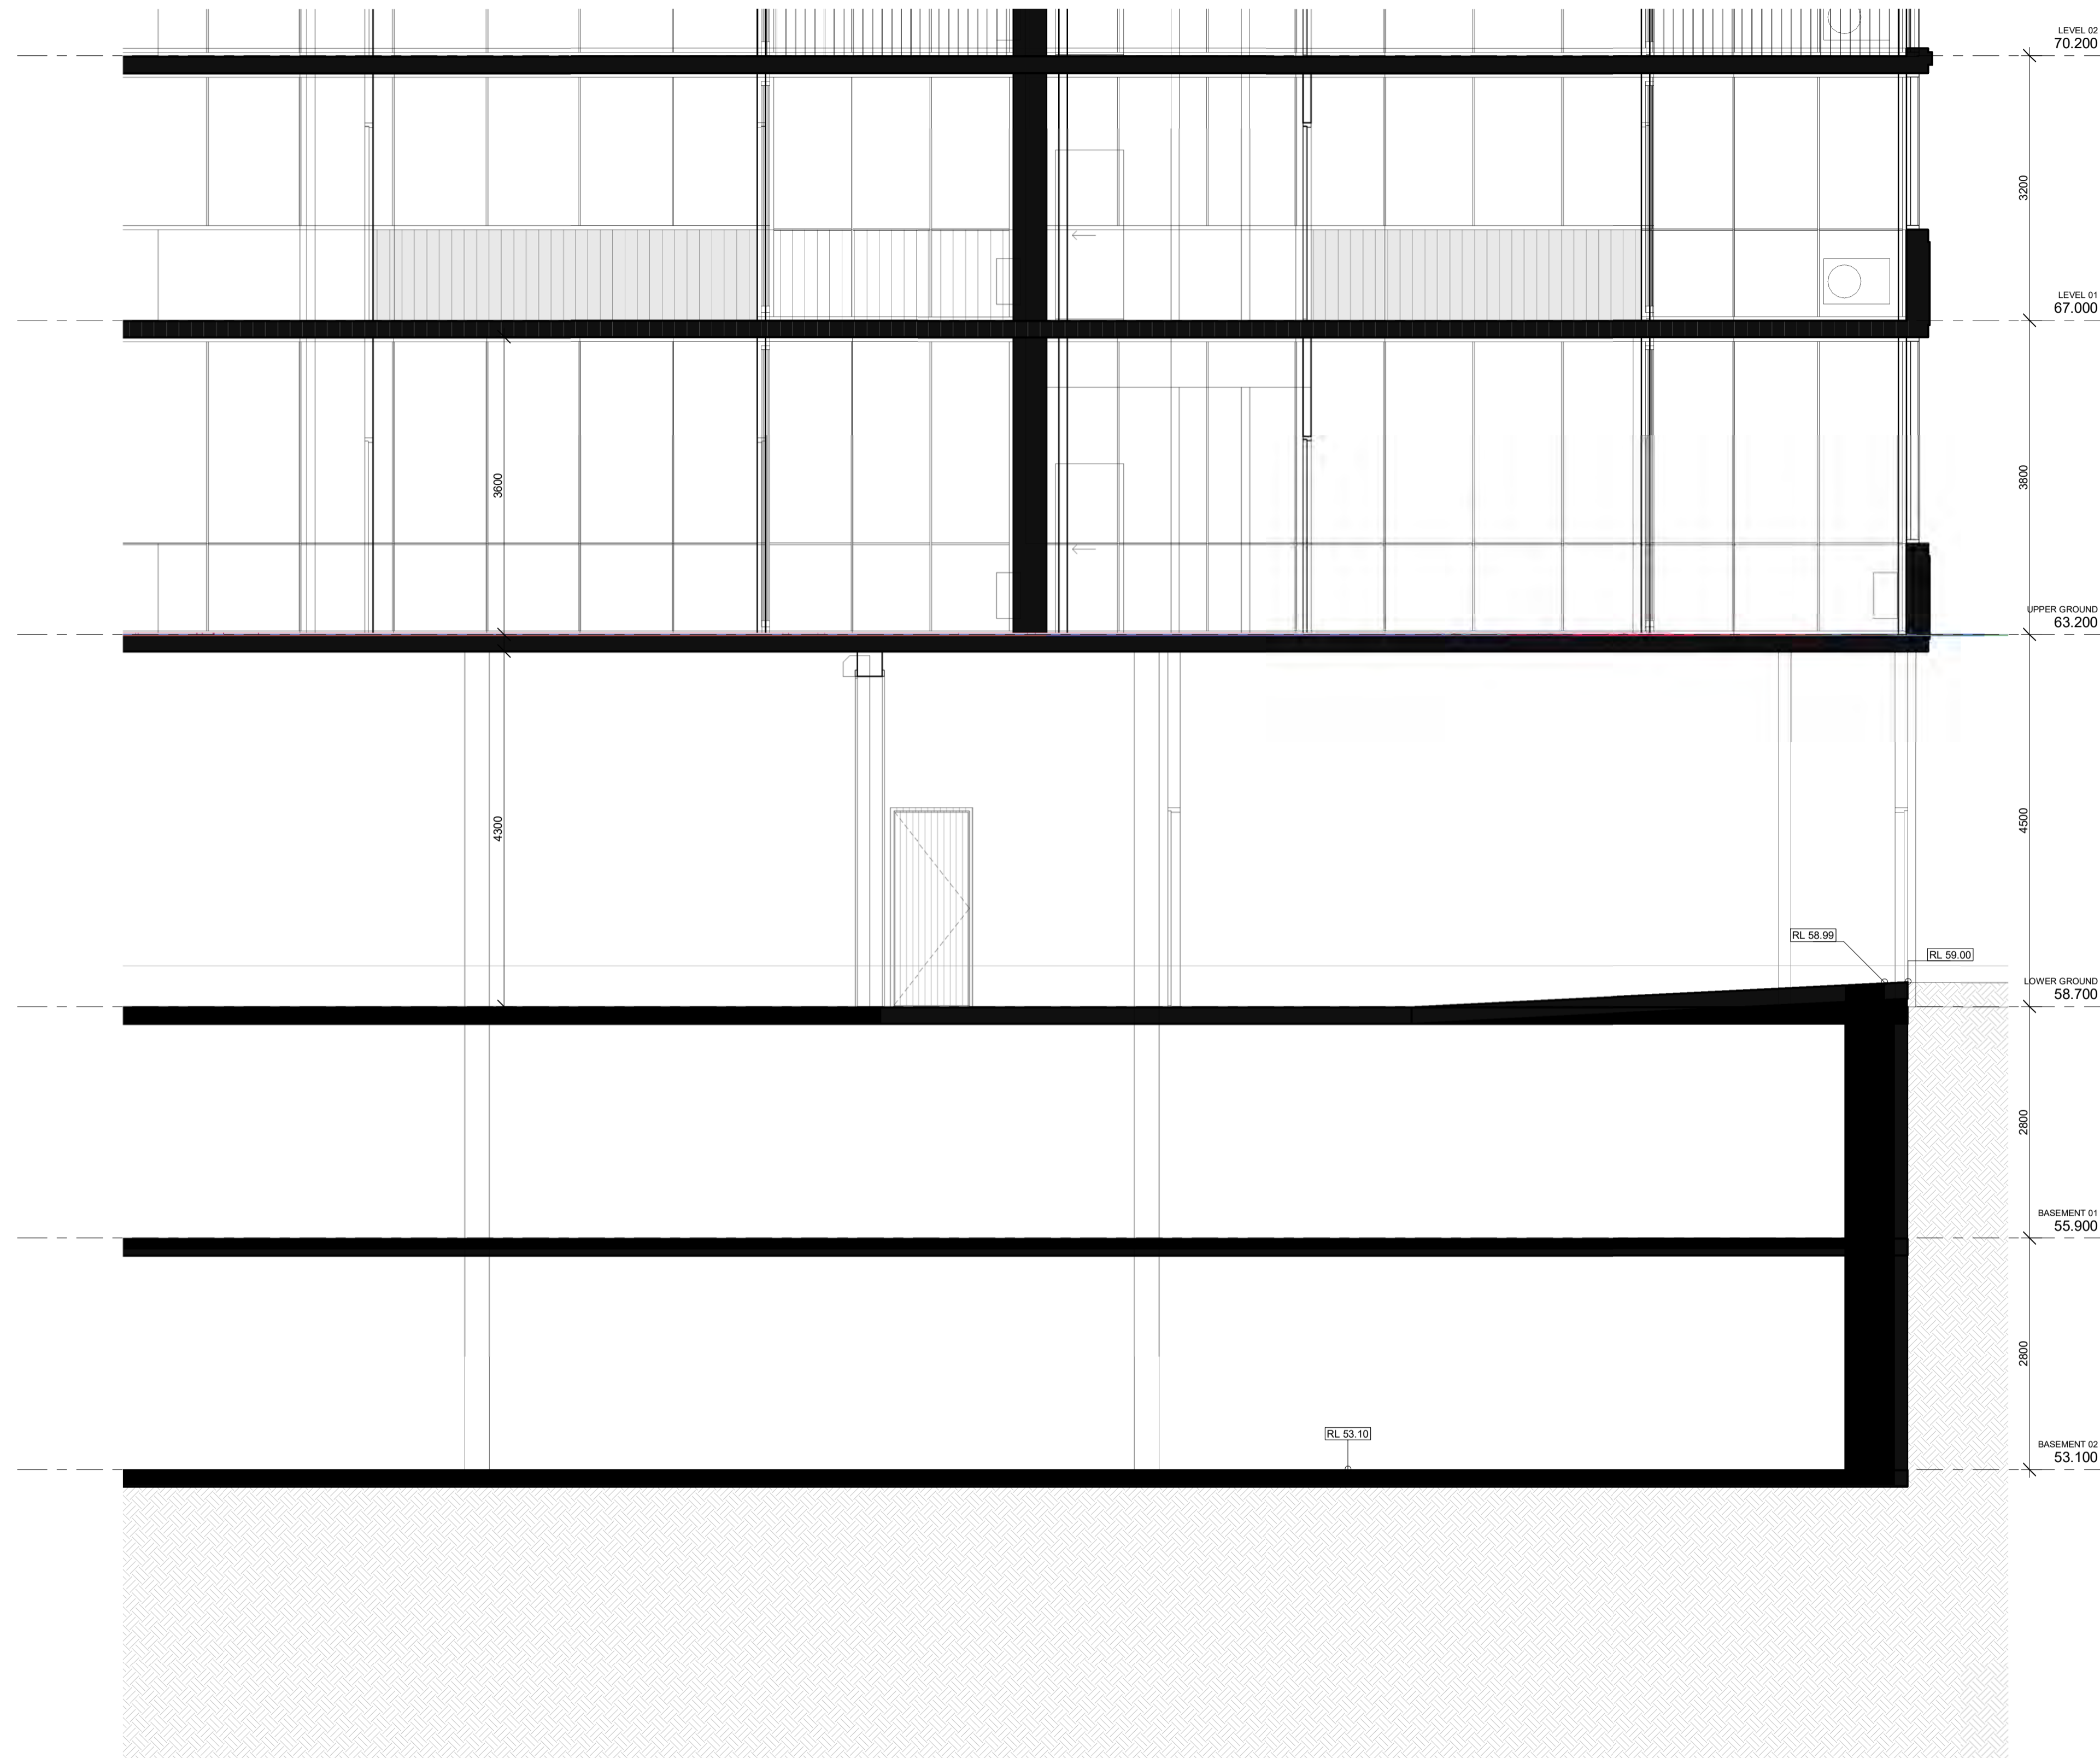 LEVEL 02
70.200
3200
LEVEL 01
67.000
3600
3800
UPPER GROUND
63.200
4300
4500
RL 58.99
RL 59.00
LOWER GROUND
58.700
2800
BASEMENT 01
55.900
2800
RL 53.10
BASEMENT 02
53.100